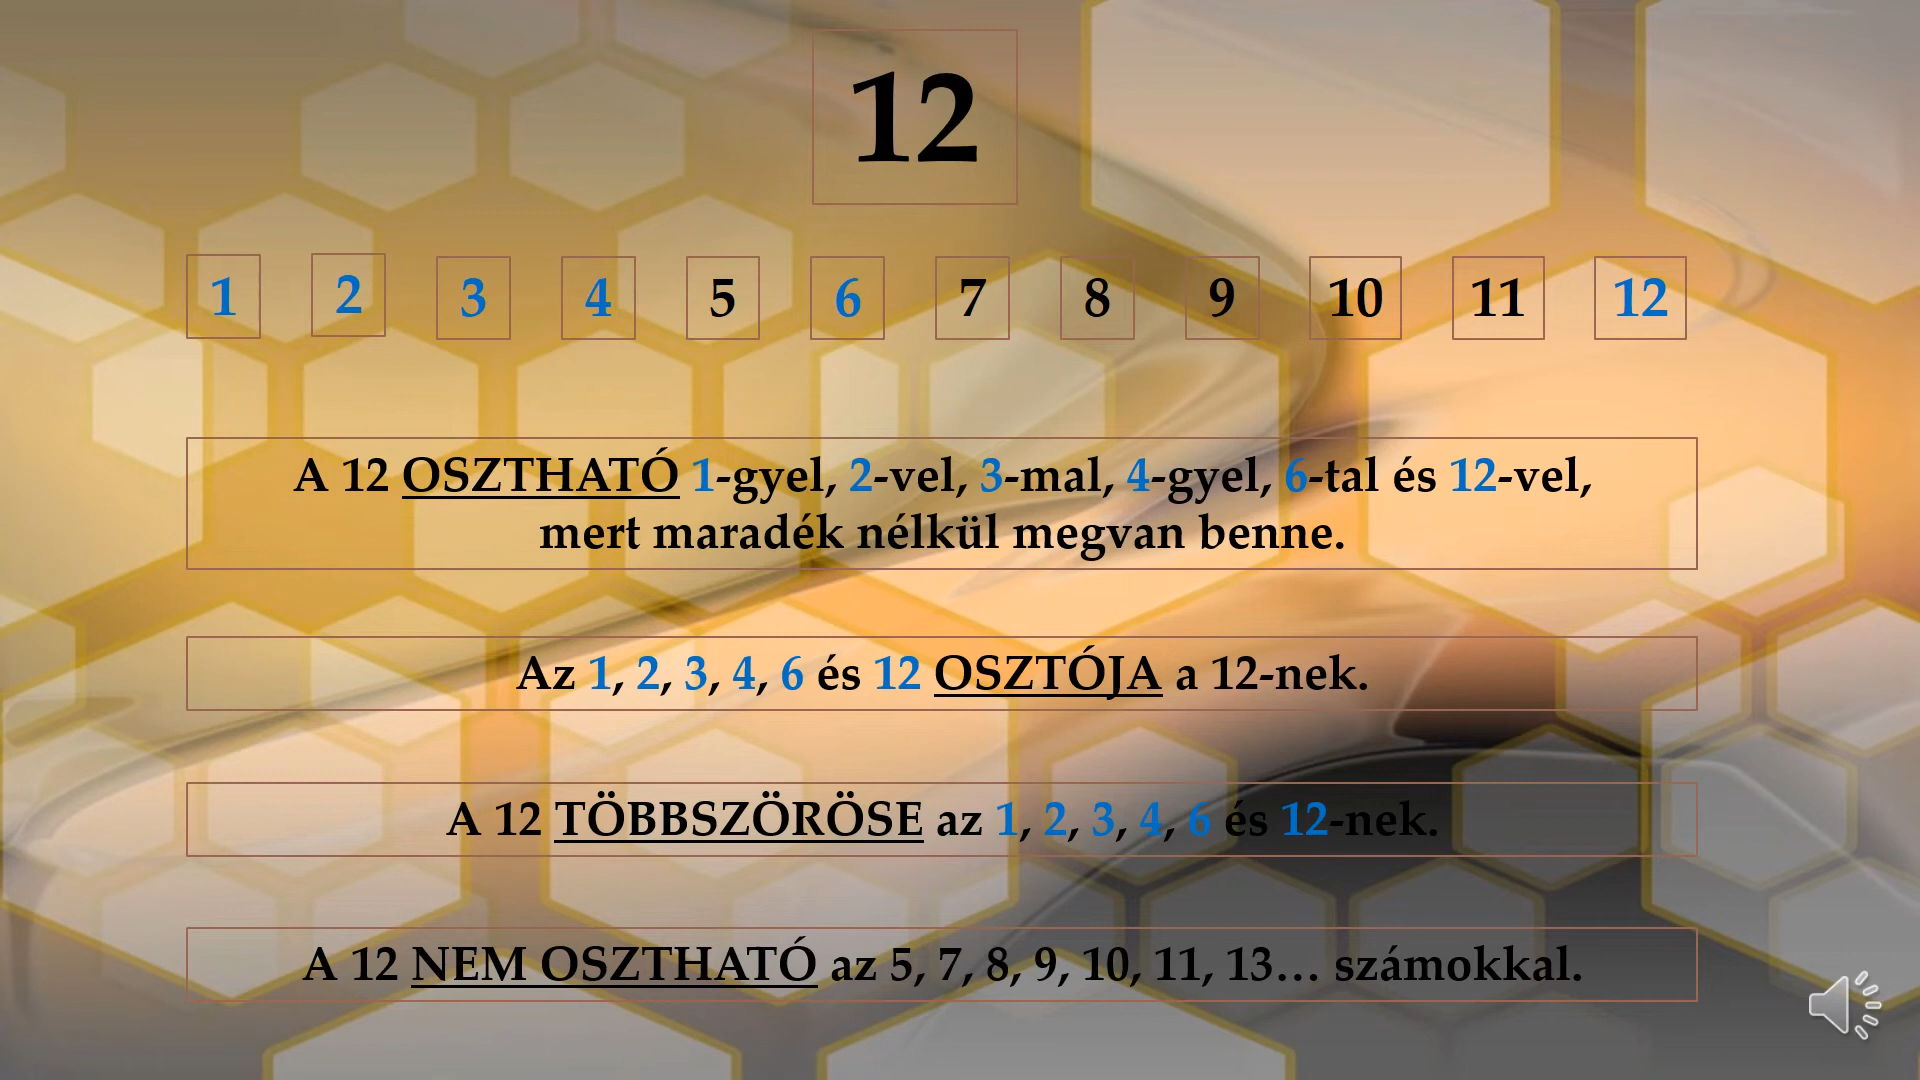 12
1 2 3 4 5 6 7 8 9 10 11 12
A 12 OSZTHATÓ 1-gyel, 2-vel, 3-mal, 4-gyel, 6-tal és 12-vel,
mert maradék nélkül megvan benne.
Az 1, 2, 3, 4, 6 és 12 OSZTÓJA a 12-nek.
A 12 TÖBBSZÖRÖSE az 1, 2, 3, 4, 6 és 12-nek.
A 12 NEM OSZTHATÓ az 5, 7, 8, 9, 10, 11, 13… számokkal.